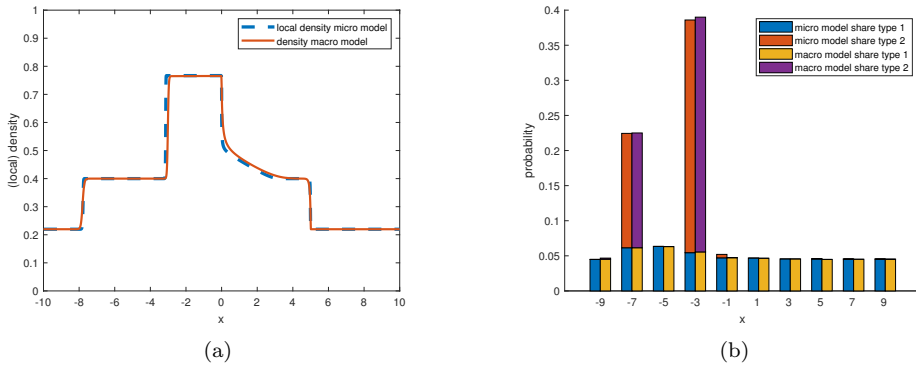 1
0.9
0.8
0.7
0.6
0.5
0.4
0.3
0.2
0.1
0
-10 -8 -6 -4 -2 0 2 4 6 8 10
x
(local) density
local density micro model
density macro model
(a)
0.4
0.35
0.3
0.25
0.2
0.15
0.1
0.05
0
-9 -7 -5 -3 -1 1 3 5 7 9
x
probability
micro model share type 1
micro model share type 2
macro model share type 1
macro model share type 2
(b)